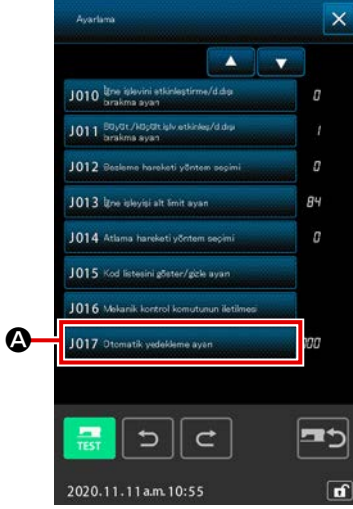 Ayarlama
J010 İğne işlevini etkinleştirme/d.dışı bırakma ayarı 0
J011 Büyüt./küçült.işlv.etkinleş/d.dışı bırakma ayarı 1
J012 Besleme hareketi yöntem seçimi 0
J013 İğne işleyişi alt limit ayarı 84
J014 Atlama hareketi yöntem seçimi 0
J015 Kod listesini göster/gizle ayarı
J016 Mekanik kontrol komutunun iletilmesi
A
J017 Otomatik yedekleme ayarı
TEST
2020.11.11a.m.10:55